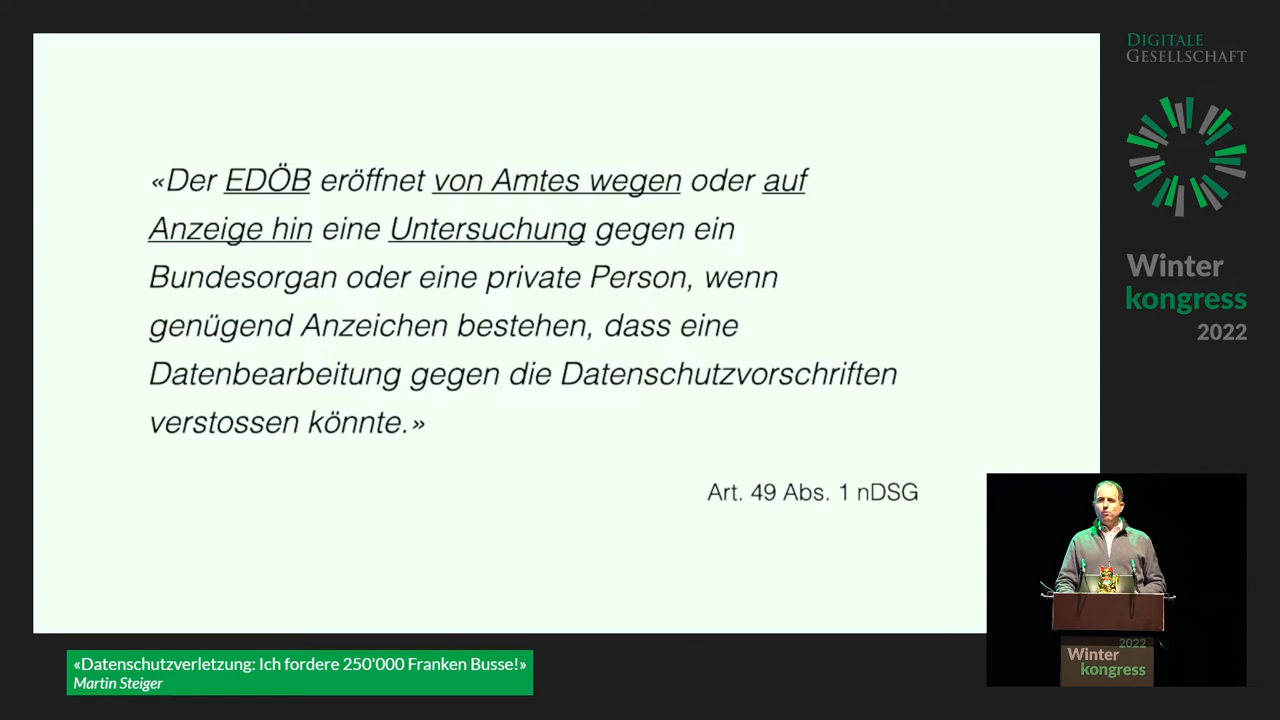 «Der EDÖB eröffnet von Amtes wegen oder auf
Anzeige hin eine Untersuchung gegen ein
Bundesorgan oder eine private Person, wenn
genügend Anzeichen bestehen, dass eine
Datenbearbeitung gegen die Datenschutzvorschriften
verstossen könnte.»
Art. 49 Abs. 1 nDSG
DIGITALE
GESELLSCHAFT
Winter
kongress
2022
2022
Winter
kongress
«Datenschutzverletzung: Ich fordere 250'000 Franken Busse!»
Martin Steiger